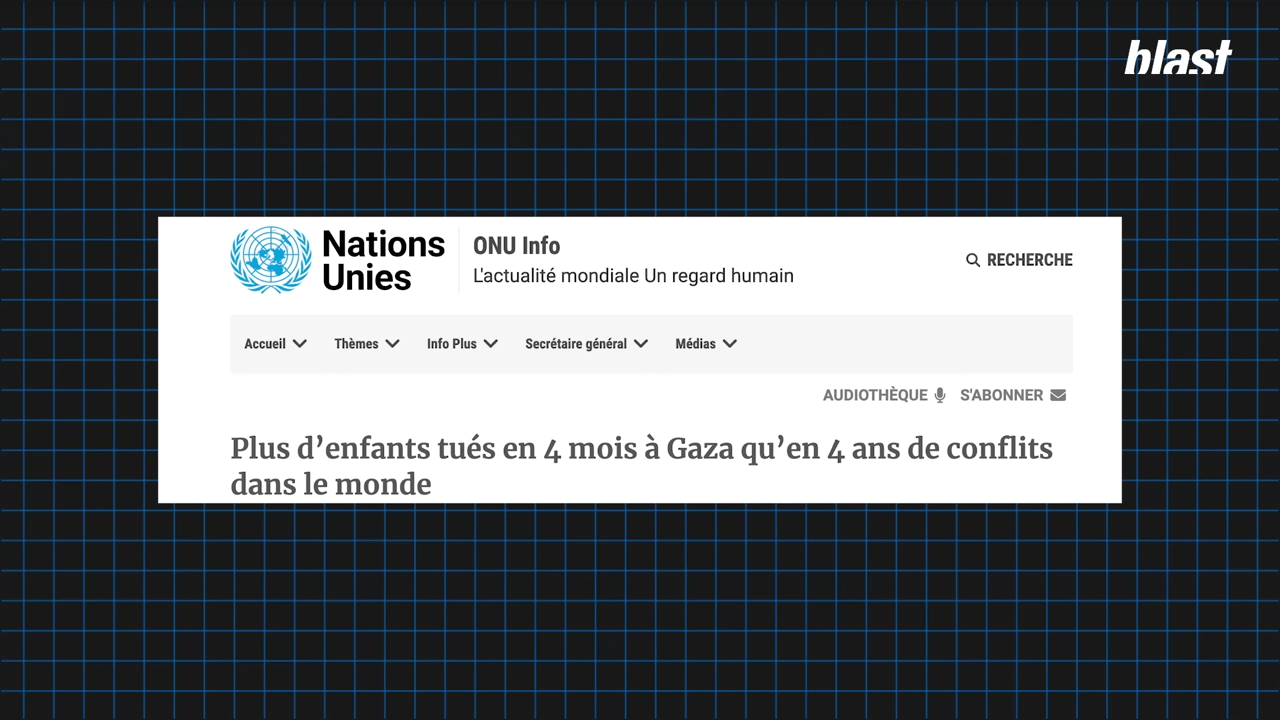 blast
Nations
Unies
ONU Info
L'actualité mondiale Un regard humain
RECHERCHE
Accueil
Thèmes
Info Plus
Secrétaire général
Médias
AUDIOTHÈQUE
S'ABONNER
Plus d’enfants tués en 4 mois à Gaza qu’en 4 ans de conflits
dans le monde